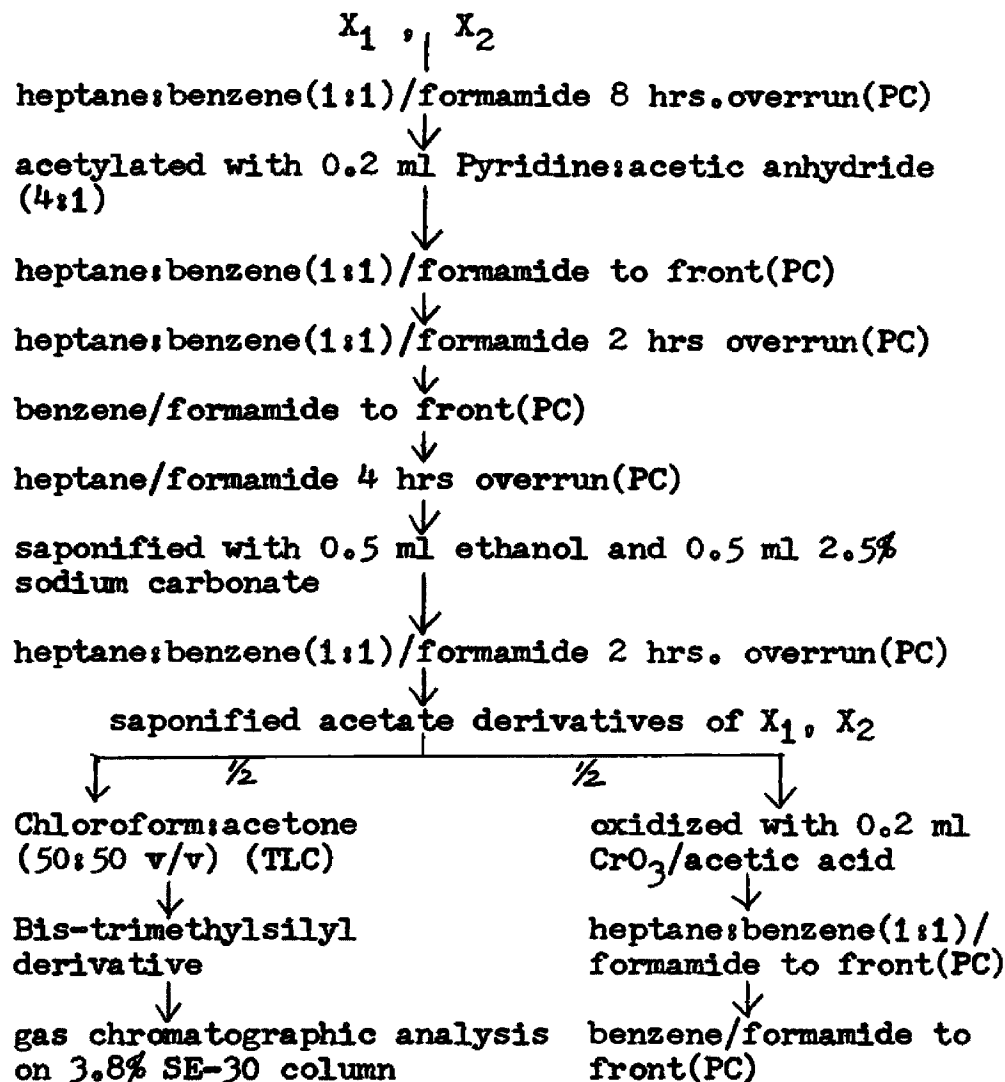 X1 , X2
heptane:benzene(1:1)/formamide 8 hrs.overrun(PC)
acetylated with 0.2 ml Pyridine:acetic anhydride
(4:1)
heptane:benzene(1:1)/formamide to front(PC)
heptane:benzene(1:1)/formamide 2 hrs overrun(PC)
benzene/formamide to front(PC)
heptane/formamide 4 hrs overrun(PC)
saponified with 0.5 ml ethanol and 0.5 ml 2.5%
sodium carbonate
heptane:benzene(1:1)/formamide 2 hrs. overrun(PC)
saponified acetate derivatives of X1, X2
½ ½
Chloroform:acetone
(50:50 v/v) (TLC)
Bis-trimethylsilyl
derivative
gas chromatographic analysis
on 3.8% SE-30 column
oxidized with 0.2 ml
CrO3/acetic acid
heptane:benzene(1:1)/
formamide to front(PC)
benzene/formamide to
front(PC)